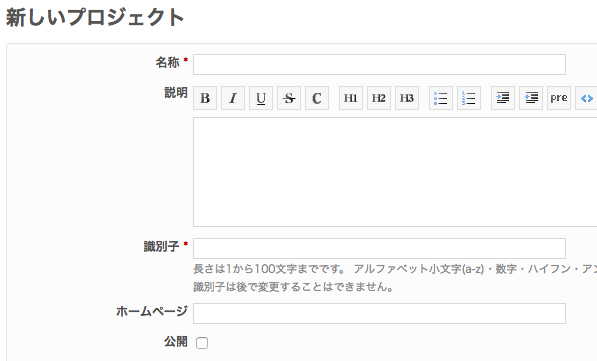 新しいプロジェクト
名称 *
説明 B I U S C H1 H2 H3 pre <>
識別子 *
長さは1から100文字までです。 アルファベット小文字(a-z)・数字・ハイフン・アン
識別子は後で変更することはできません。
ホームページ
公開